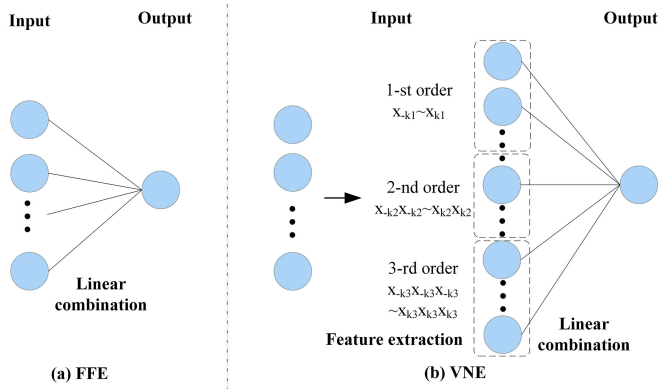 Input
Output
Linear
combination
(a) FFE
Input
Output
1-st order
x-k1~xk1
2-nd order
x-k2x-k2~xk2xk2
3-rd order
x-k3x-k3x-k3
~xk3xk3xk3
Feature extraction
Linear
combination
(b) VNE